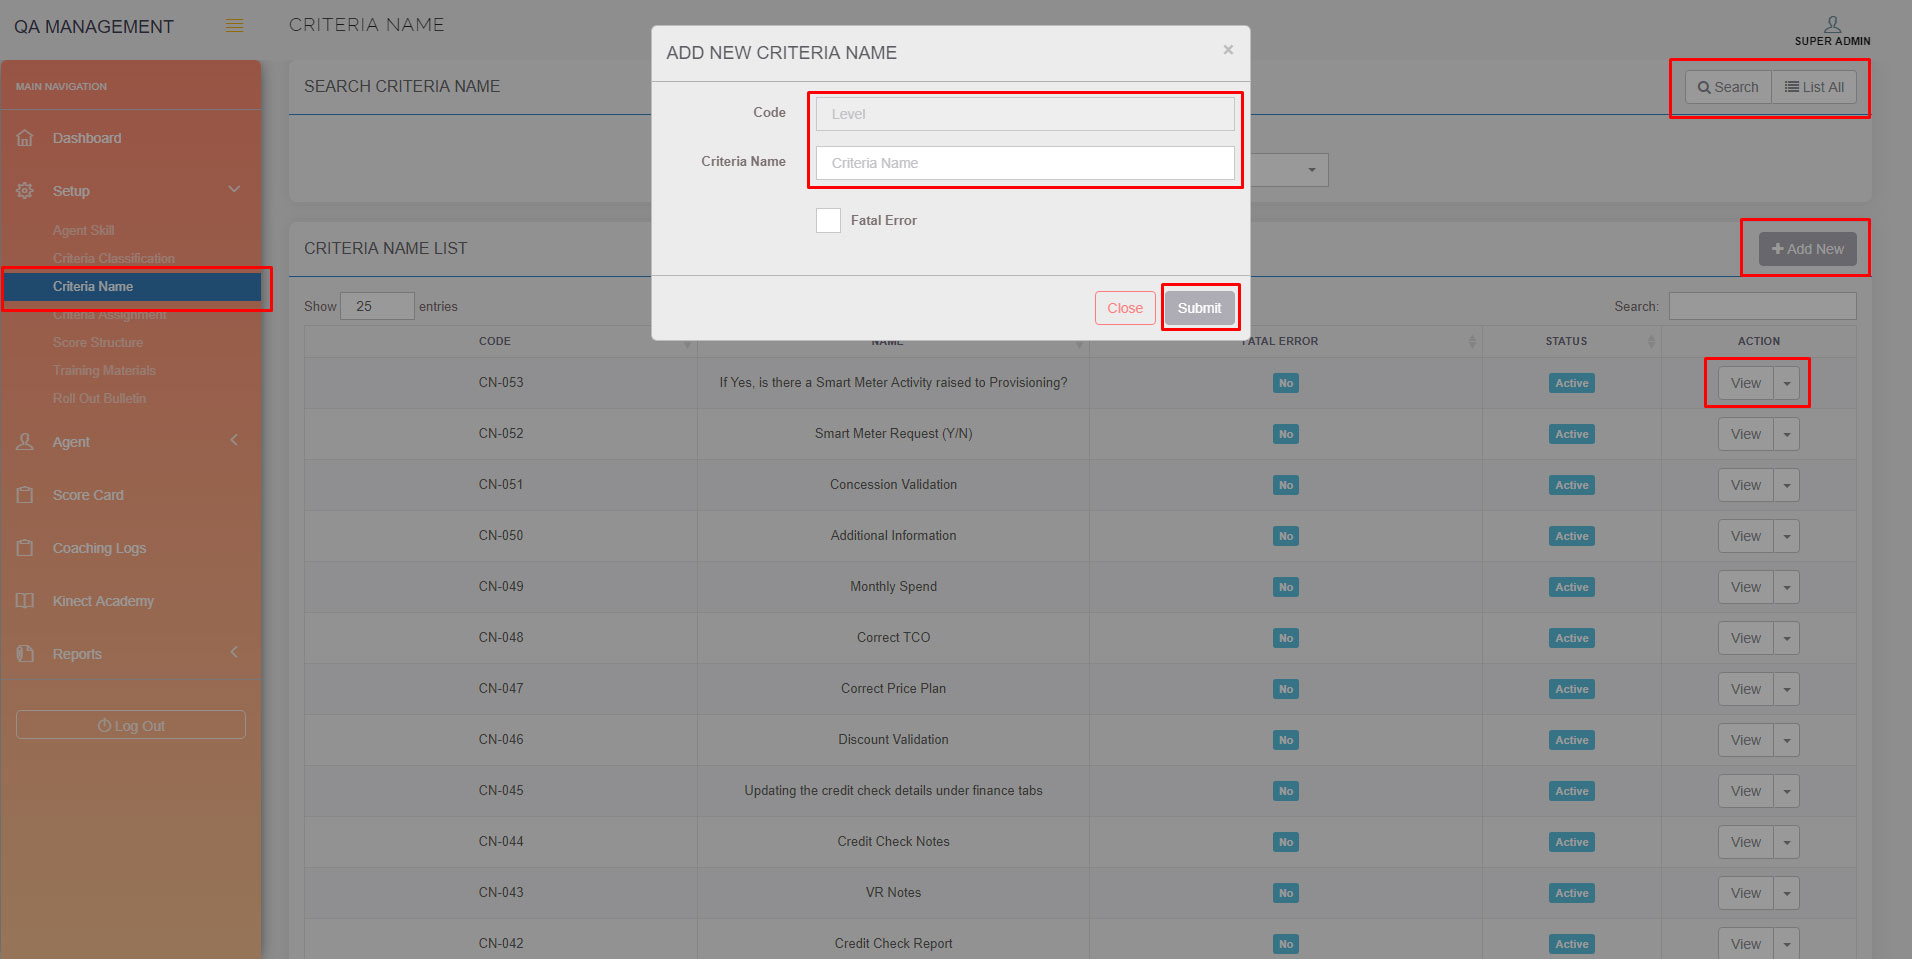 QA MANAGEMENT
CRITERIA NAME
SUPER ADMIN
MAIN NAVIGATION
Dashboard
Setup
Agent Skill
Criteria Classification
Criteria Name
Criteria Assignment
Score Structure
Training Materials
Roll Out Bulletin
Agent
Score Card
Coaching Logs
Kinect Academy
Reports
Log Out
SEARCH CRITERIA NAME
Search List All
ADD NEW CRITERIA NAME ×
Code Level
Criteria Name Criteria Name
Fatal Error
Close Submit
CRITERIA NAME LIST
Add New
Show 25 entries
Search:
CODE NAME FATAL ERROR STATUS ACTION
CN-053 If Yes, is there a Smart Meter Activity raised to Provisioning? No Active View
CN-052 Smart Meter Request (Y/N) No Active View
CN-051 Concession Validation No Active View
CN-050 Additional Information No Active View
CN-049 Monthly Spend No Active View
CN-048 Correct TCO No Active View
CN-047 Correct Price Plan No Active View
CN-046 Discount Validation No Active View
CN-045 Updating the credit check details under finance tabs No Active View
CN-044 Credit Check Notes No Active View
CN-043 VR Notes No Active View
CN-042 Credit Check Report No Active View